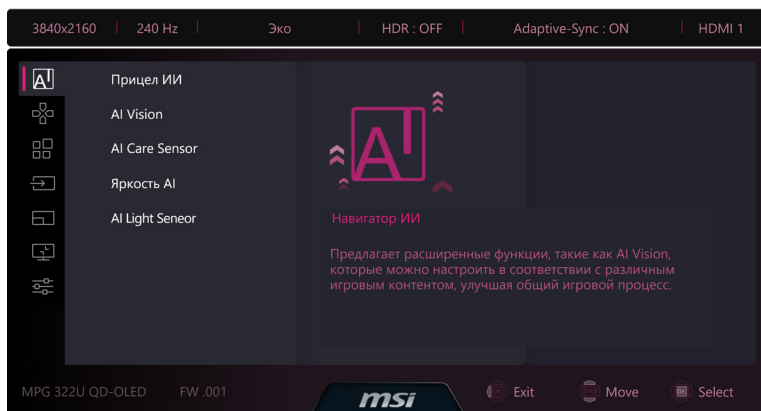 3840x2160 240 Hz Эко HDR : OFF Adaptive-Sync : ON HDMI 1
AI
Прицел ИИ
AI Vision
AI Care Sensor
Яркость AI
AI Light Seneor
AI
Навигатор ИИ
Предлагает расширенные функции, такие как AI Vision,
которые можно настроить в соответствии с различным
игровым контентом, улучшая общий игровой процесс.
MPG 322U QD-OLED FW .001 msi Exit Move Select